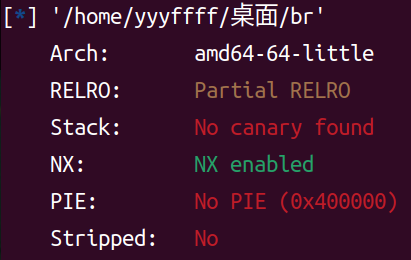 [*] '/home/yyyffff/桌面/br'
Arch: amd64-64-little
RELRO: Partial RELRO
Stack: No canary found
NX: NX enabled
PIE: No PIE (0x400000)
Stripped: No